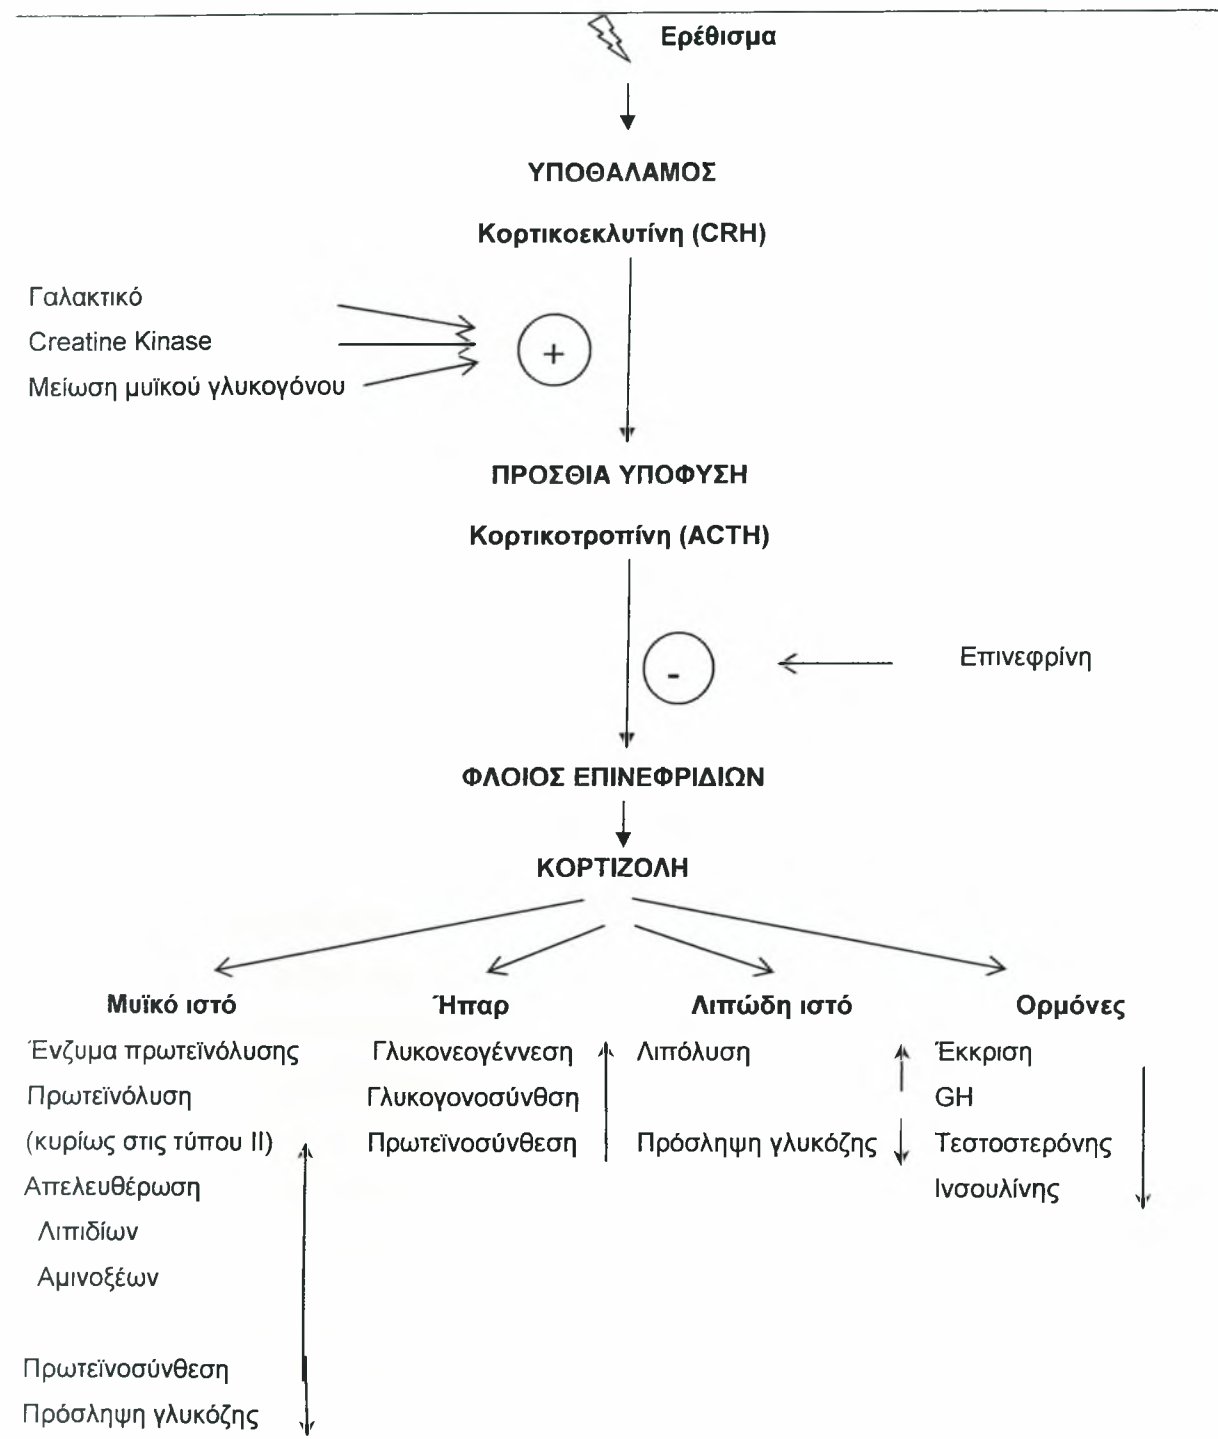 Ερέθισμα
ΥΠΟΘΑΛΑΜΟΣ
Κορτικοεκλυτίνη (CRH)
Γαλακτικό
Creatine Kinase
Μείωση μυϊκού γλυκογόνου
+
ΠΡΟΣΘΙΑ ΥΠΟΦΥΣΗ
Κορτικοτροπίνη (ACTH)
-
Επινεφρίνη
ΦΛΟΙΟΣ ΕΠΙΝΕΦΡΙΔΙΩΝ
ΚΟΡΤΙΖΟΛΗ
Μυϊκό ιστό
Ένζυμα πρωτεϊνόλυσης
Πρωτεϊνόλυση
(κυρίως στις τύπου ΙΙ)
Απελευθέρωση
Λιπιδίων
Αμινοξέων
Πρωτεϊνοσύνθεση
Πρόσληψη γλυκόζης
Ήπαρ
Γλυκονεογέννεση
Γλυκογονοσύνθση
Πρωτεϊνοσύνθεση
Λιπώδη ιστό
Λιπόλυση
Πρόσληψη γλυκόζης
Ορμόνες
Έκκριση
GH
Τεστοστερόνης
Ινσουλίνης